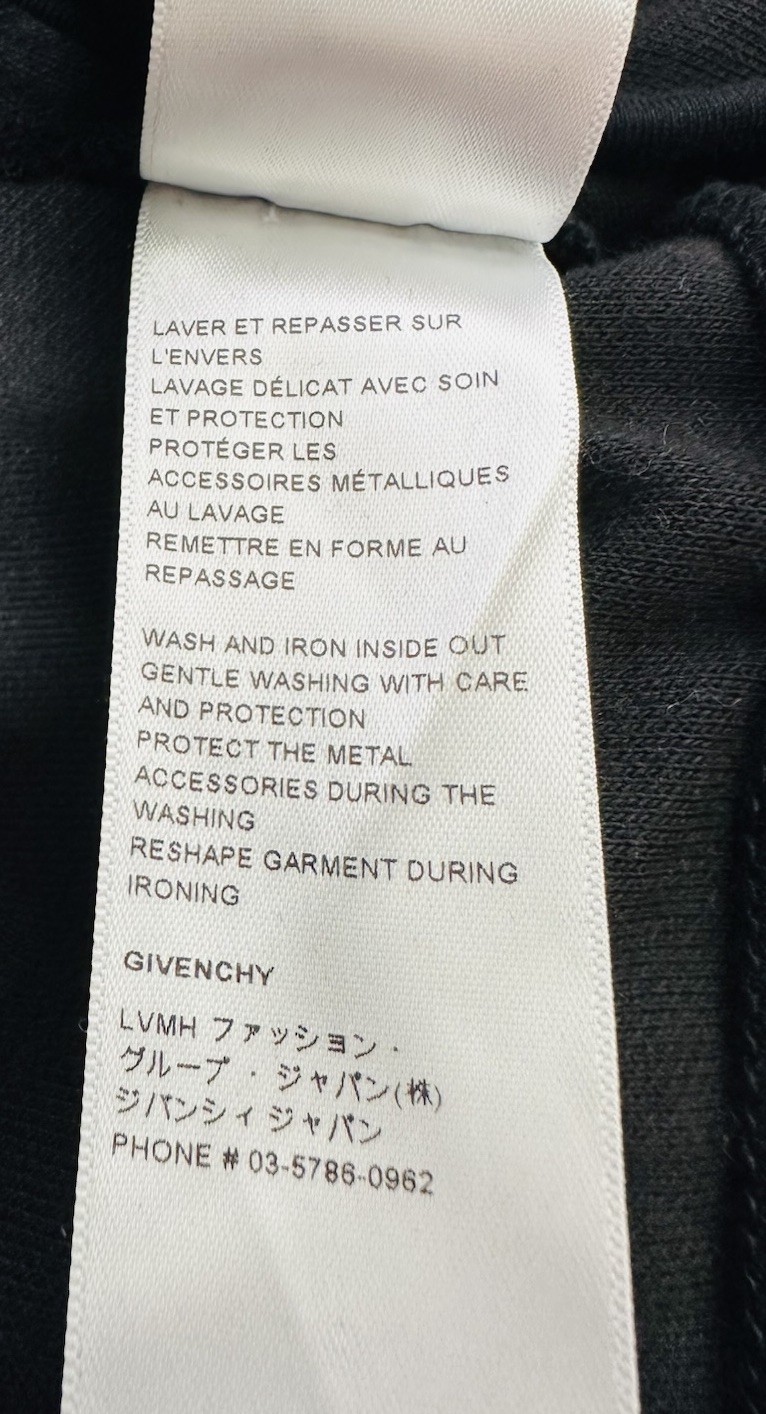 LAVER ET REPASSER SUR
L'ENVERS
LAVAGE DÉLICAT AVEC SOIN
ET PROTECTION
PROTÉGER LES
ACCESSOIRES MÉTALLIQUES
AU LAVAGE
REMETTRE EN FORME AU
REPASSAGE
WASH AND IRON INSIDE OUT
GENTLE WASHING WITH CARE
AND PROTECTION
PROTECT THE METAL
ACCESSORIES DURING THE
WASHING
RESHAPE GARMENT DURING
IRONING
GIVENCHY
LVMH ファッション・
グループ・ジャパン(株)
ジバンシィ ジャパン
PHONE # 03-5786-0962